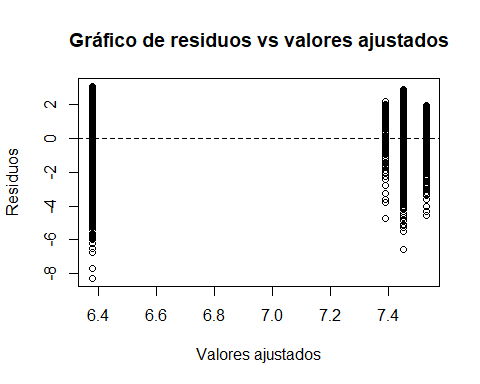 Gráfico de residuos vs valores ajustados
Residuos
2
0
-2
-4
-6
-8
6.4 6.6 6.8 7.0 7.2 7.4
Valores ajustados